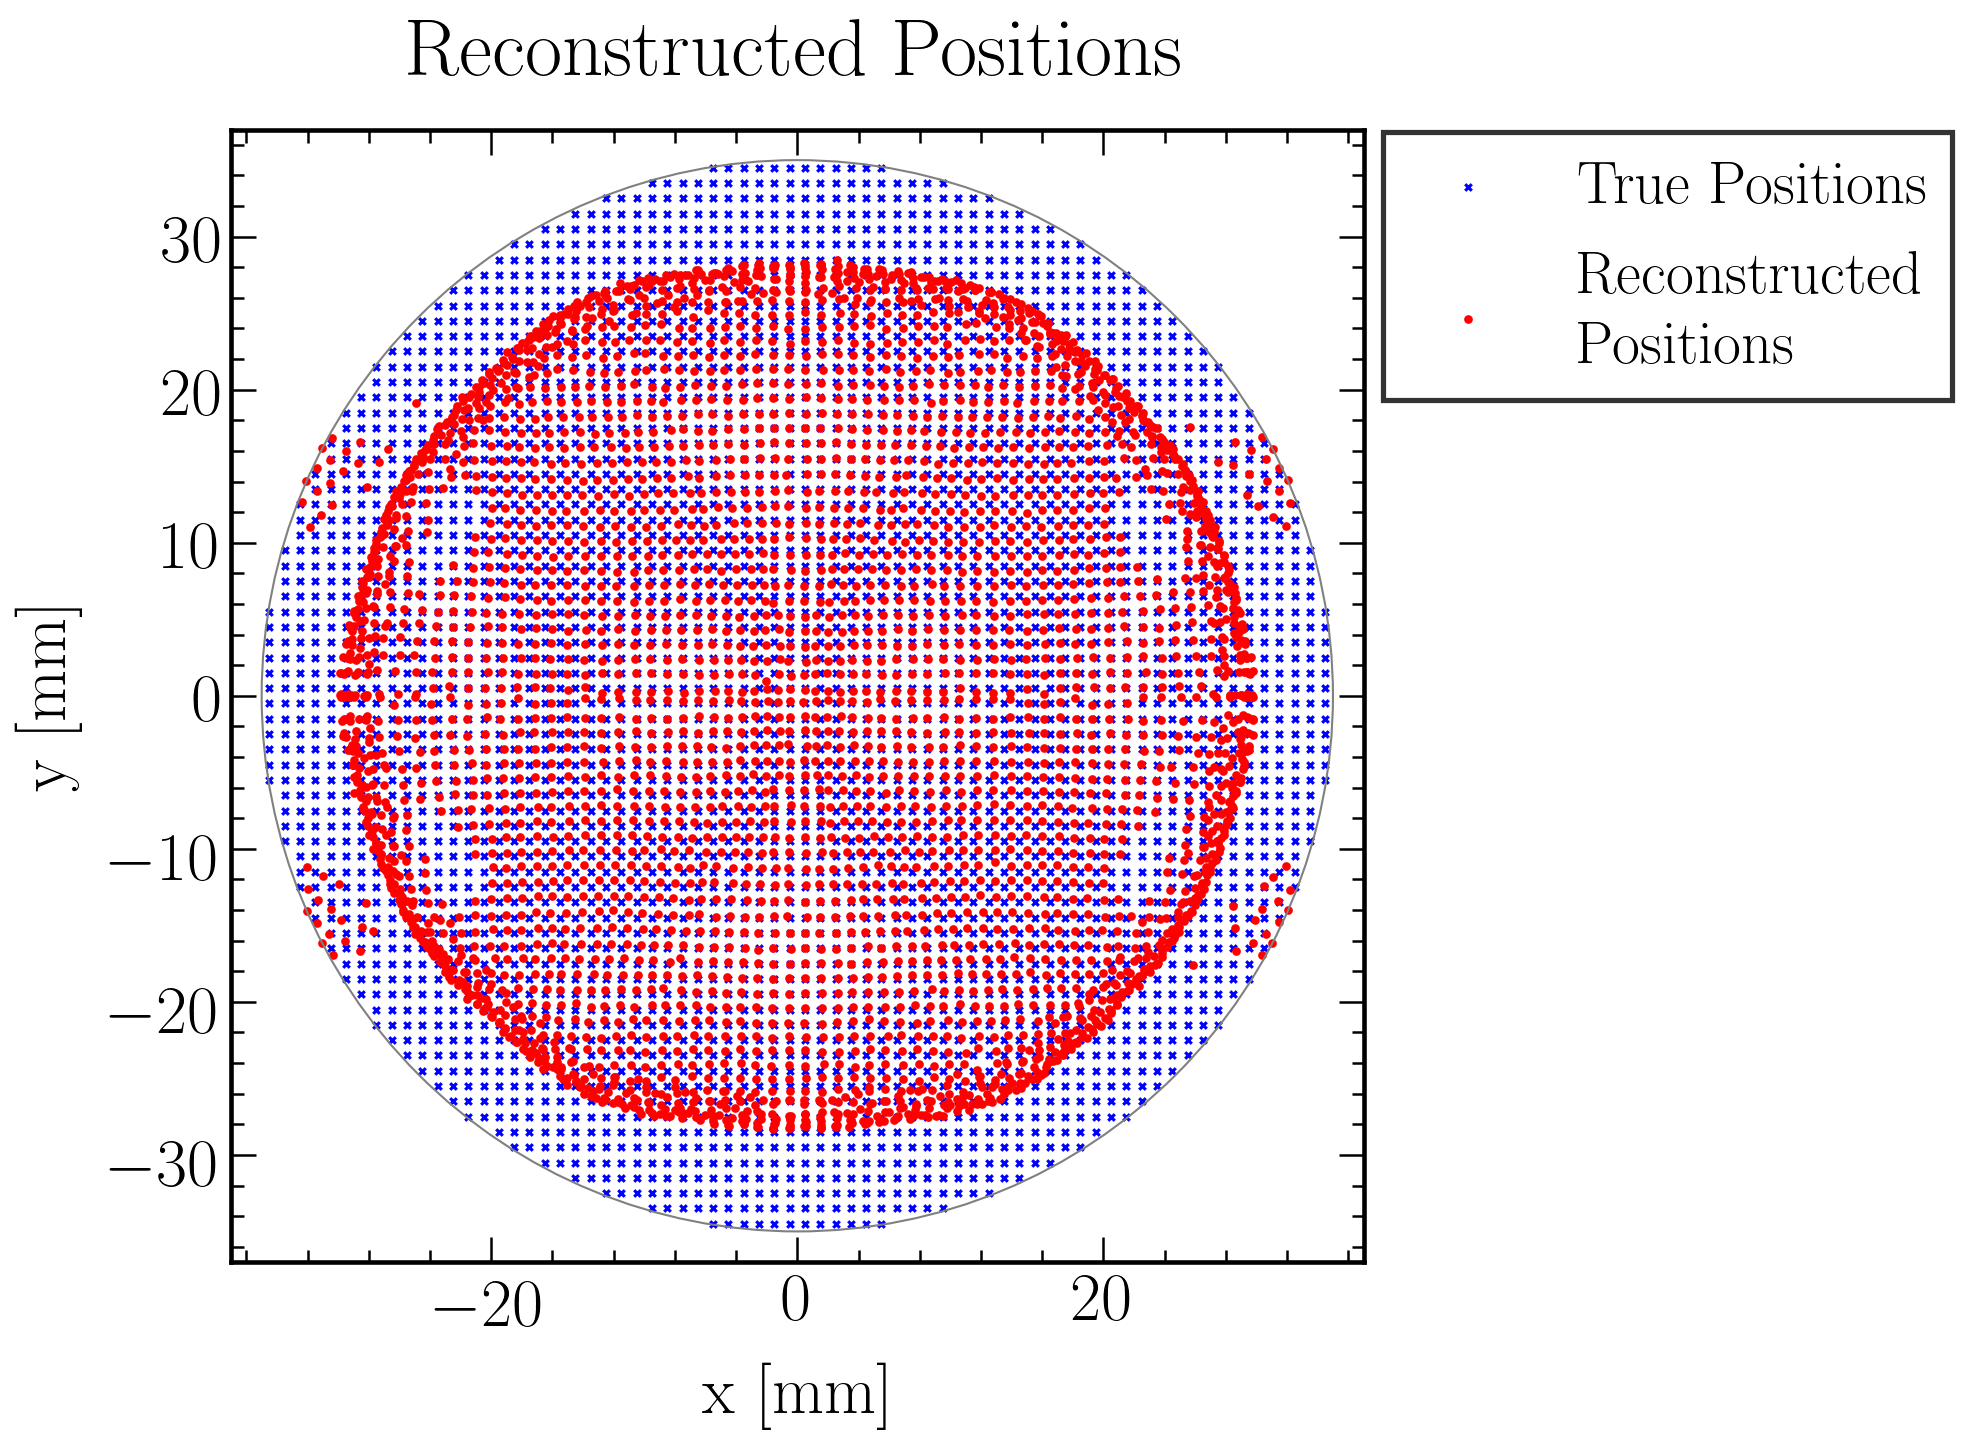 Reconstructed Positions
True Positions
Reconstructed
Positions
30
20
10
0
−10
−20
−30
y [mm]
−20 0 20
x [mm]